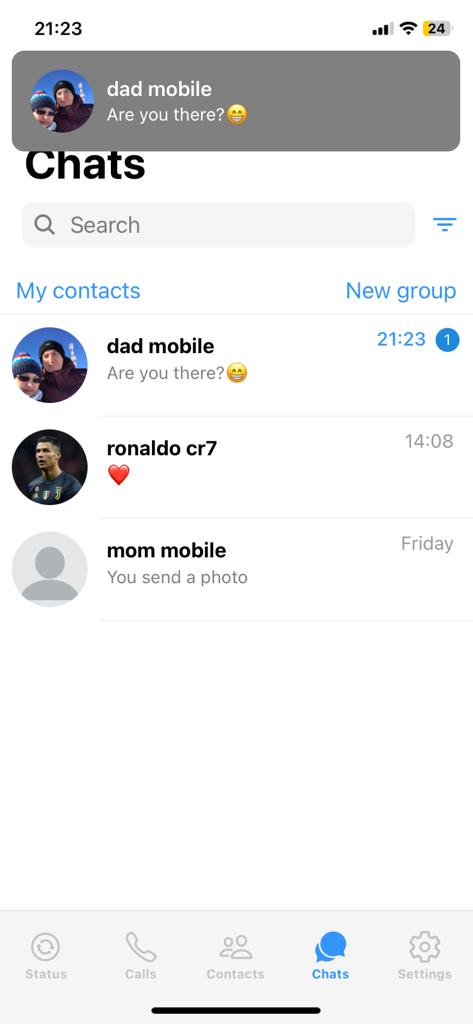 21:23
24
dad mobile
Are you there?😁
Chats
Search
My contacts
New group
dad mobile
21:23
1
Are you there?😁
ronaldo cr7
14:08
❤️
mom mobile
Friday
You send a photo
Status
Calls
Contacts
Chats
Settings